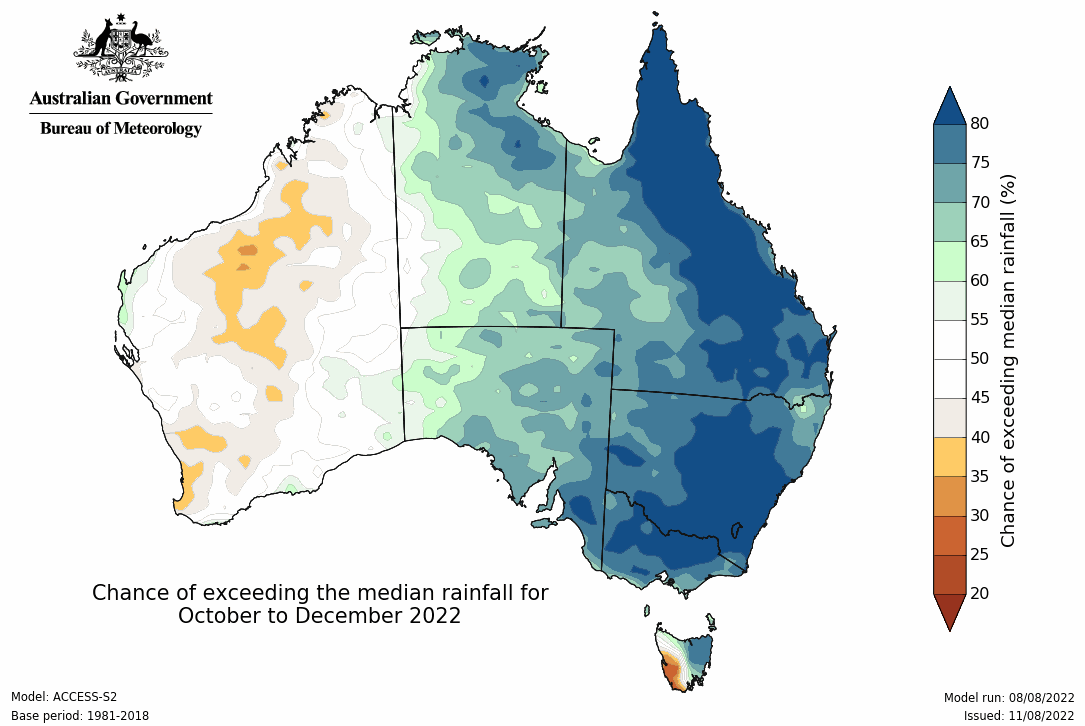 Australian Government
Bureau of Meteorology
80
75
70
65
60
55
50
45
40
35
30
25
20
Chance of exceeding median rainfall (%)
Chance of exceeding the median rainfall for
October to December 2022
Model: ACCESS-S2
Base period: 1981-2018
Model run: 08/08/2022
Issued: 11/08/2022